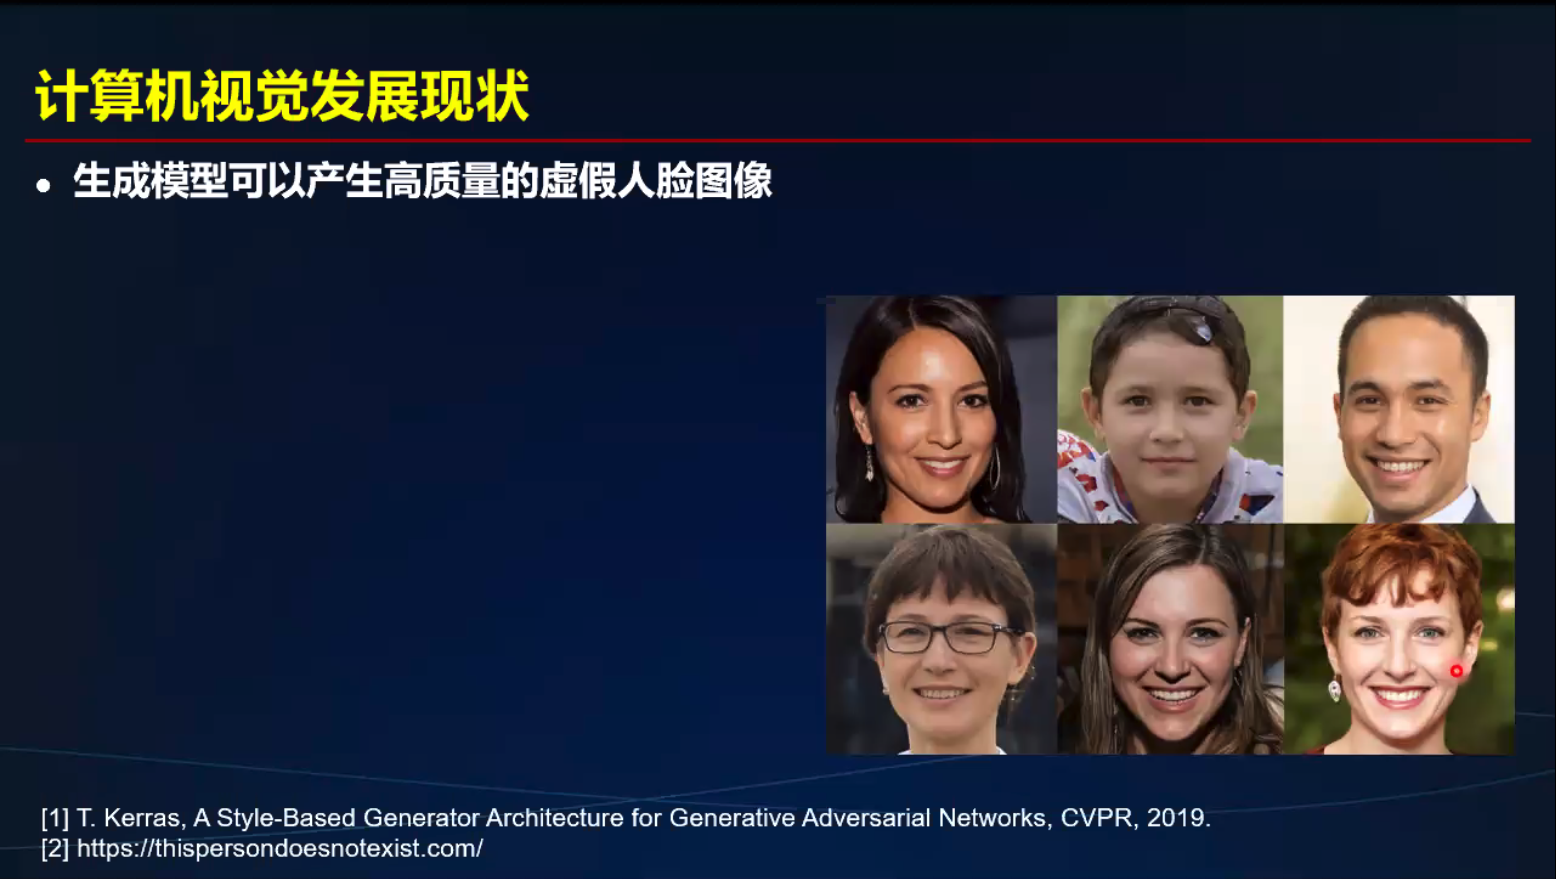 计算机视觉发展现状
• 生成模型可以产生高质量的虚假人脸图像
[1] T. Kerras, A Style-Based Generator Architecture for Generative Adversarial Networks, CVPR, 2019.
[2] https://thispersondoesnotexist.com/